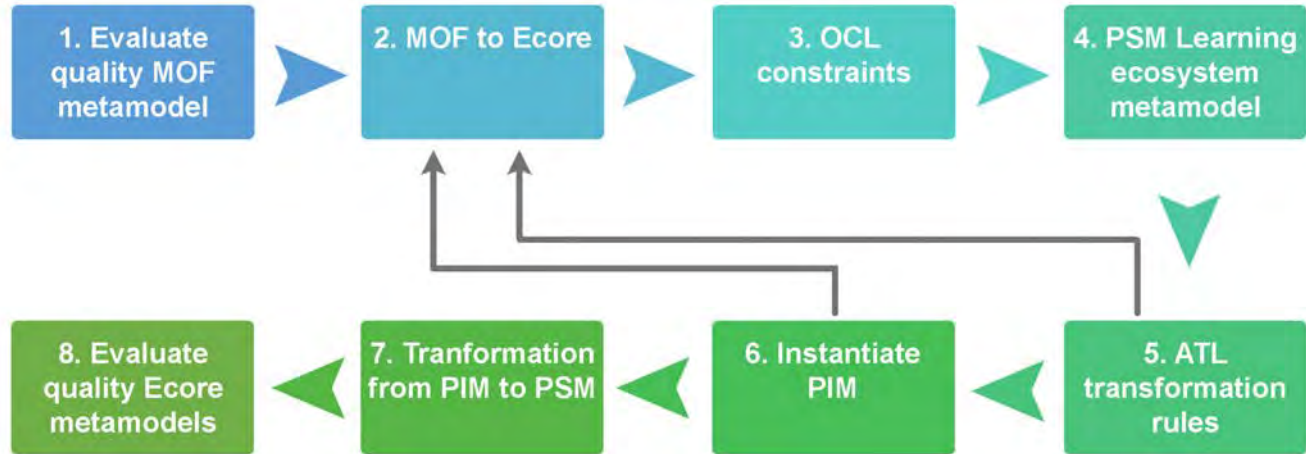 1. Evaluate
quality MOF
metamodel
2. MOF to Ecore
3. OCL
constraints
4. PSM Learning
ecosystem
metamodel
5. ATL
transformation
rules
6. Instantiate
PIM
7. Tranformation
from PIM to PSM
8. Evaluate
quality Ecore
metamodels